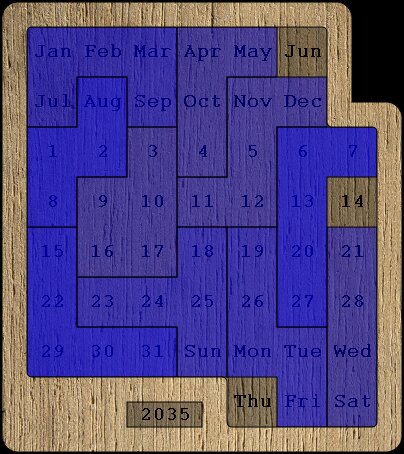 Jan Feb Mar Apr May Jun
Jul Aug Sep Oct Nov Dec
1 2 3 4 5 6 7
8 9 10 11 12 13 14
15 16 17 18 19 20 21
22 23 24 25 26 27 28
29 30 31 Sun Mon Tue Wed
Thu Fri Sat
2035